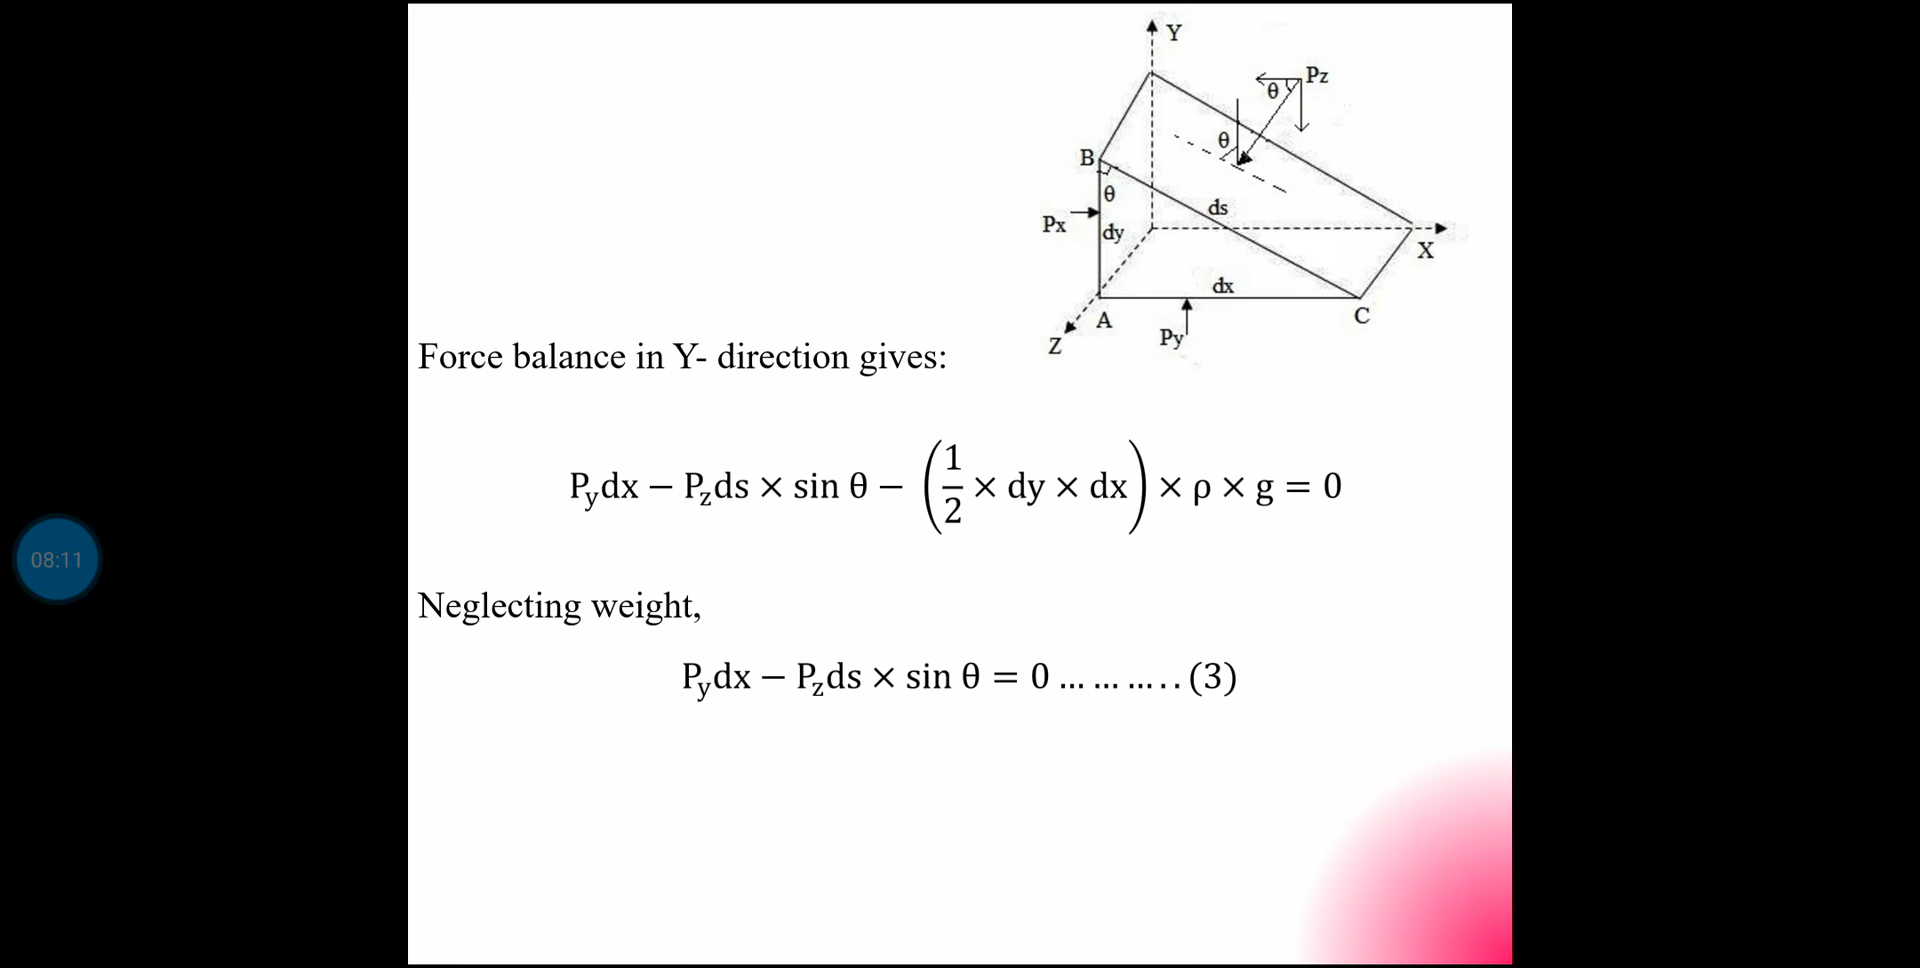 Y
Pz
θ
θ
B
θ
ds
Px
dy
X
dx
A
C
Z
Py
Force balance in Y- direction gives:
P_y dx − P_z ds × sin θ − (1/2 × dy × dx) × ρ × g = 0
08:11
Neglecting weight,
P_y dx − P_z ds × sin θ = 0 … … … . . (3)